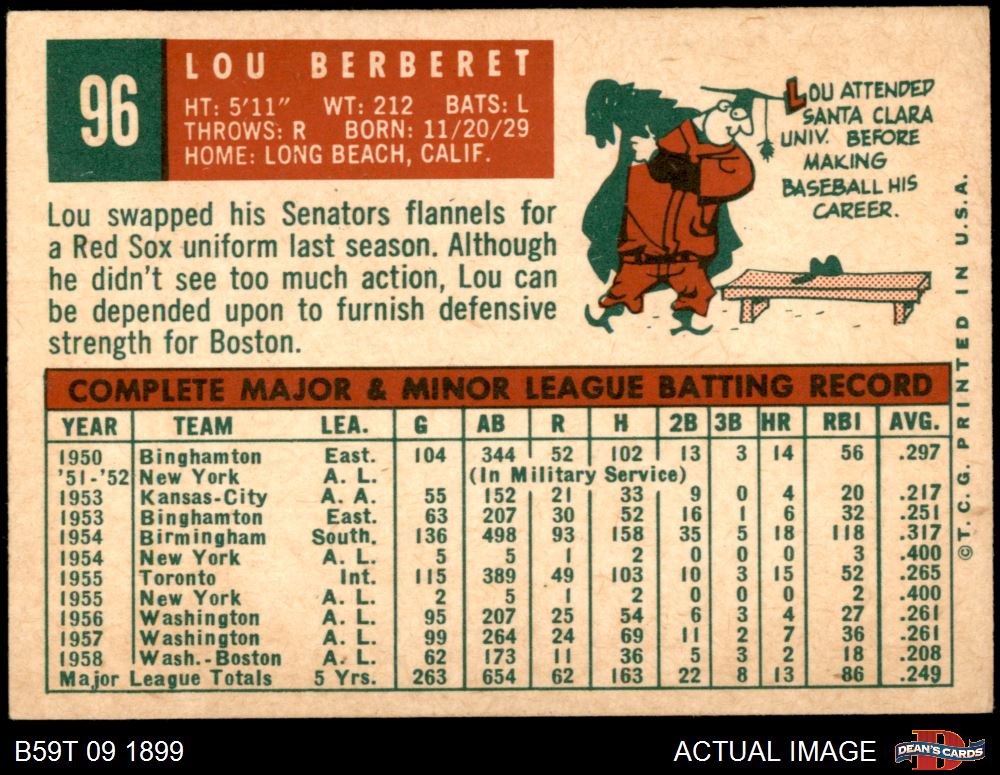 96
LOU BERBERET
HT: 5'11" WT: 212 BATS: L
THROWS: R BORN: 11/20/29
HOME: LONG BEACH, CALIF.
Lou swapped his Senators flannels for
a Red Sox uniform last season. Although
he didn't see too much action, Lou can
be depended upon to furnish defensive
strength for Boston.
LOU ATTENDED
SANTA CLARA
UNIV. BEFORE
MAKING
BASEBALL HIS
CAREER.
COMPLETE MAJOR & MINOR LEAGUE BATTING RECORD
YEAR TEAM LEA. G AB R H 2B 3B HR RBI AVG.
1950 Binghamton East. 104 344 52 102 13 3 14 56 .297
'51-'52 New York A. L. (In Military Service)
1953 Kansas-City A. A. 55 152 21 33 9 0 4 20 .217
1953 Binghamton East. 63 207 30 52 16 1 6 32 .251
1954 Birmingham South. 136 498 93 158 35 5 18 118 .317
1954 New York A. L. 5 5 1 2 0 0 0 3 .400
1955 Toronto Int. 115 389 49 103 10 3 15 52 .265
1955 New York A. L. 2 5 1 2 0 0 0 2 .400
1956 Washington A. L. 95 207 25 54 6 3 4 27 .261
1957 Washington A. L. 99 264 24 69 11 2 7 36 .261
1958 Wash.-Boston A. L. 62 173 11 36 5 3 2 18 .208
Major League Totals 5 Yrs. 263 654 62 163 22 8 13 86 .249
©T.C.G. PRINTED IN U.S.A.
B59T 09 1899
ACTUAL IMAGE
DEAN'S CARDS